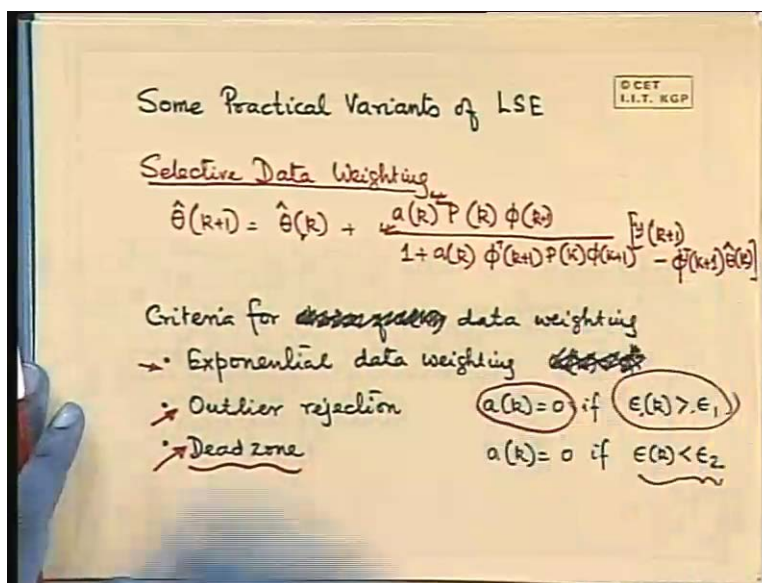 Some Practical Variants of LSE
© CET
I.I.T. KGP
Selective Data Weighting
θ̂(k+1) = θ̂(k) + a(k) P(k) φ(k+1) / 1 + a(k) φᵀ(k+1) P(k) φ(k+1) [y(k+1) − φᵀ(k+1) θ̂(k)]
Criteria for data weighting
• Exponential data weighting
• Outlier rejection a(k) = 0 if ε(k) > ε₁
• Dead zone a(k) = 0 if ε(k) < ε₂